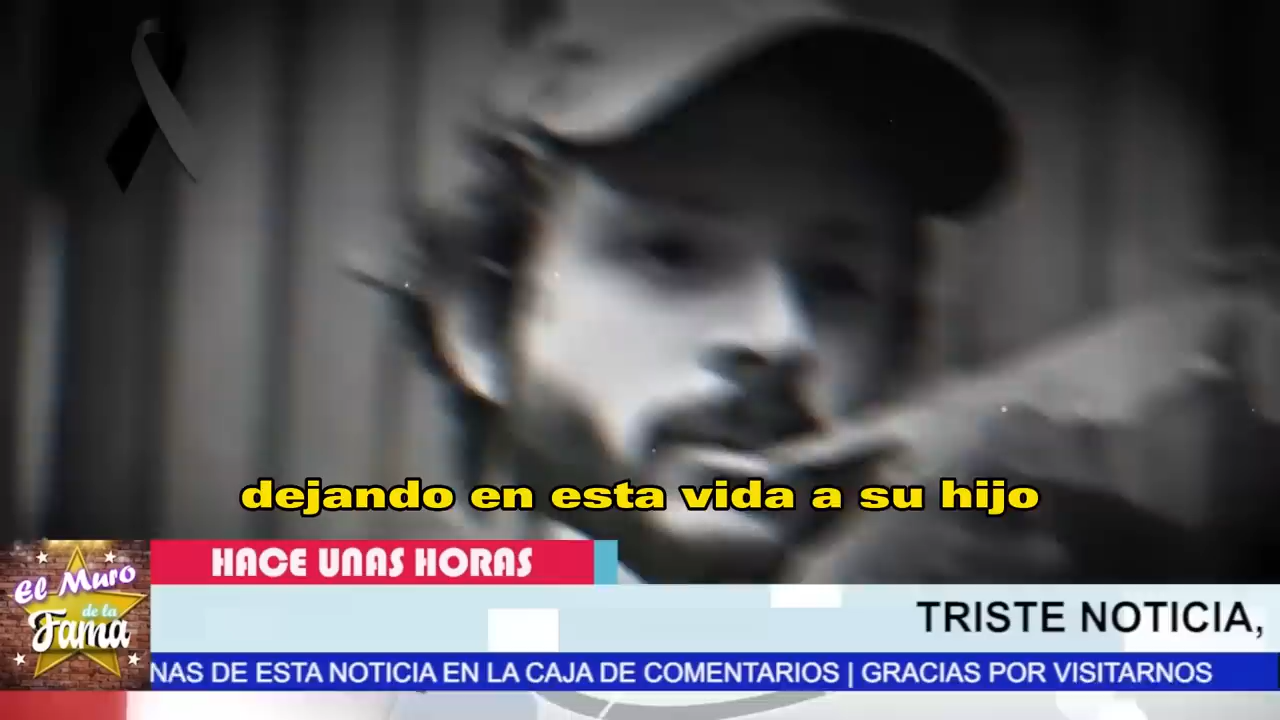 dejando en esta vida a su hijo
HACE UNAS HORAS
El Muro
de la
Fama
TRISTE NOTICIA,
NAS DE ESTA NOTICIA EN LA CAJA DE COMENTARIOS | GRACIAS POR VISITARNOS